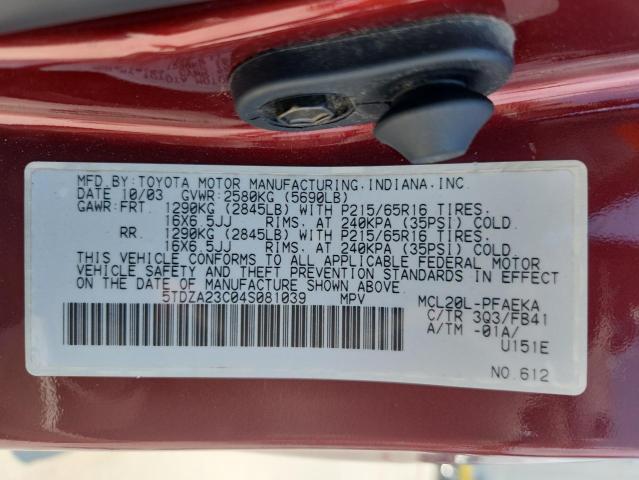 MFD.BY:TOYOTA MOTOR MANUFACTURING,INDIANA,INC.
DATE 10/03 GVWR:2580KG (5690LB)
GAWR:FRT 1290KG (2845LB) WITH P215/65R16 TIRES.
16X6.5JJ RIMS. AT 240KPA (35PSI) COLD.
RR 1290KG (2845LB) WITH P215/65R16 TIRES.
16X6.5JJ RIMS. AT 240KPA (35PSI) COLD.
THIS VEHICLE CONFORMS TO ALL APPLICABLE FEDERAL MOTOR
VEHICLE SAFETY AND THEFT PREVENTION STANDARDS IN EFFECT
ON THE DATE OF MANUFACTURE SHOWN ABOVE
5TDZA23C04S081039 MPV MCL20L-PFAEKA
C/TR 3Q3/FB41
A/TM -01A/
U151E
NO.612